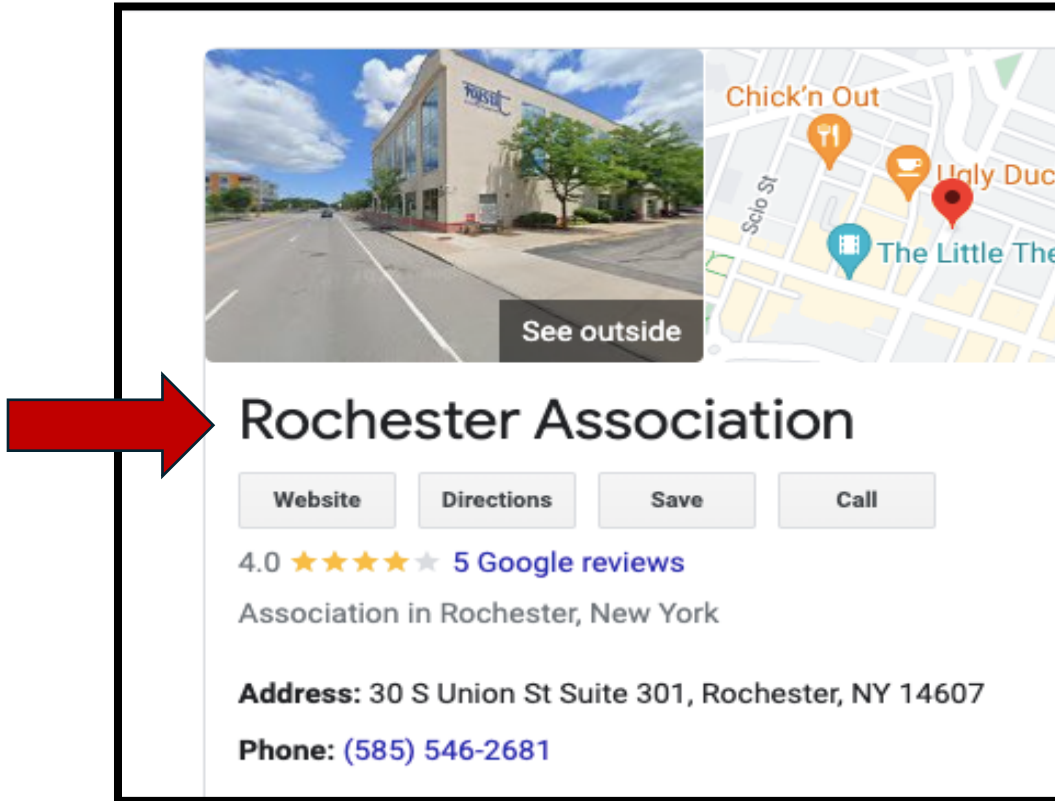 Chick'n Out
Ugly Duc
Scio St
The Little The
See outside
Rochester Association
Website Directions Save Call
4.0 5 Google reviews
Association in Rochester, New York
Address: 30 S Union St Suite 301, Rochester, NY 14607
Phone: (585) 546-2681